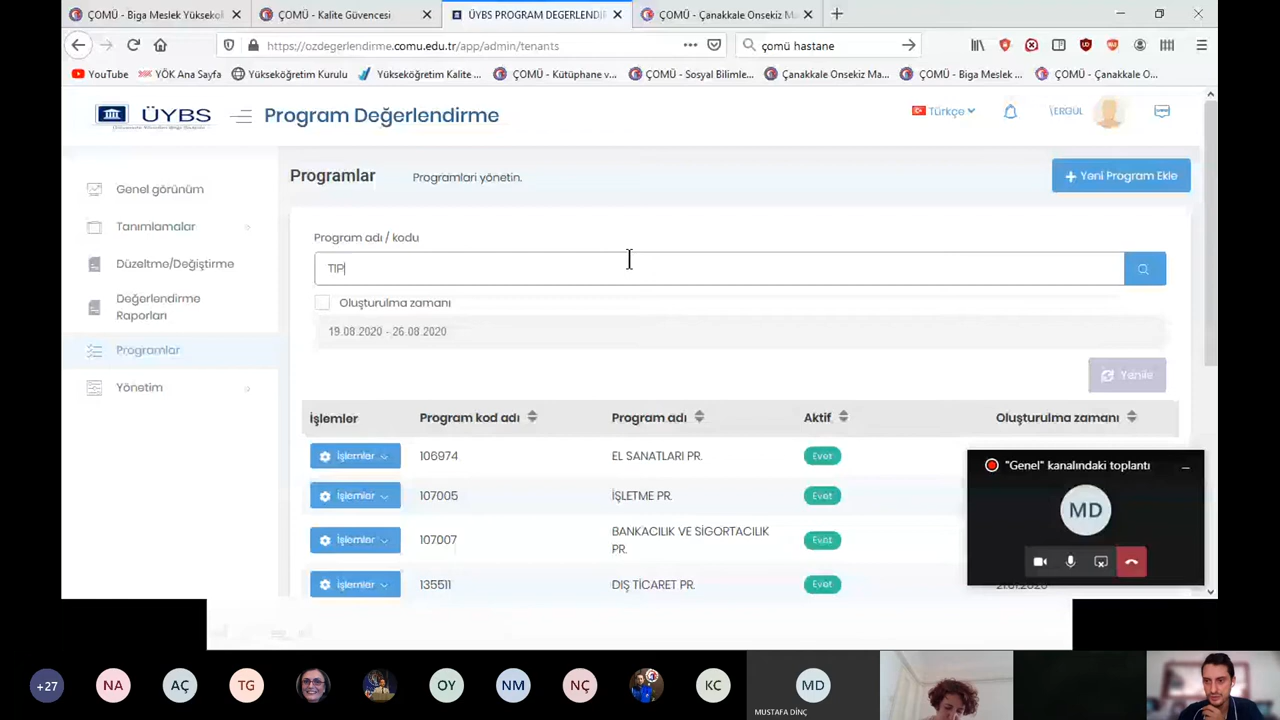 ÇOMÜ - Biga Meslek Yükseko
ÇOMÜ - Kalite Güvencesi
ÜYBS PROGRAM DEĞERLENDİR
ÇOMÜ - Çanakkale Onsekiz Ma
https://ozdegerlendirme.comu.edu.tr/app/admin/tenants
çomü hastane
YouTube
YÖK Ana Sayfa
Yükseköğretim Kurulu
Yükseköğretim Kalite ...
ÇOMÜ - Kütüphane v...
ÇOMÜ - Sosyal Bilimle...
Çanakkale Onsekiz Ma...
ÇOMÜ - Biga Meslek ...
ÇOMÜ - Çanakkale O...
ÜYBS
Program Değerlendirme
Türkçe
\ERGUL
Genel görünüm
Tanımlamalar
Düzeltme/Değiştirme
Değerlendirme
Raporları
Programlar
Yönetim
Programlar
Programlari yönetin.
+ Yeni Program Ekle
Program adı / kodu
TIP
Oluşturulma zamanı
19.08.2020 - 26.08.2020
Yenile
İşlemler Program kod adı Program adı Aktif Oluşturulma zamanı
İşlemler 106974 EL SANATLARI PR. Evet
İşlemler 107005 İŞLETME PR. Evet
İşlemler 107007 BANKACILIK VE SİGORTACILIK
PR. Evet
İşlemler 135511 DIŞ TİCARET PR. Evet
"Genel" kanalındaki toplantı
MD
+27
NA
AÇ
TG
OY
NM
NÇ
KC
MD
MUSTAFA DİNÇ